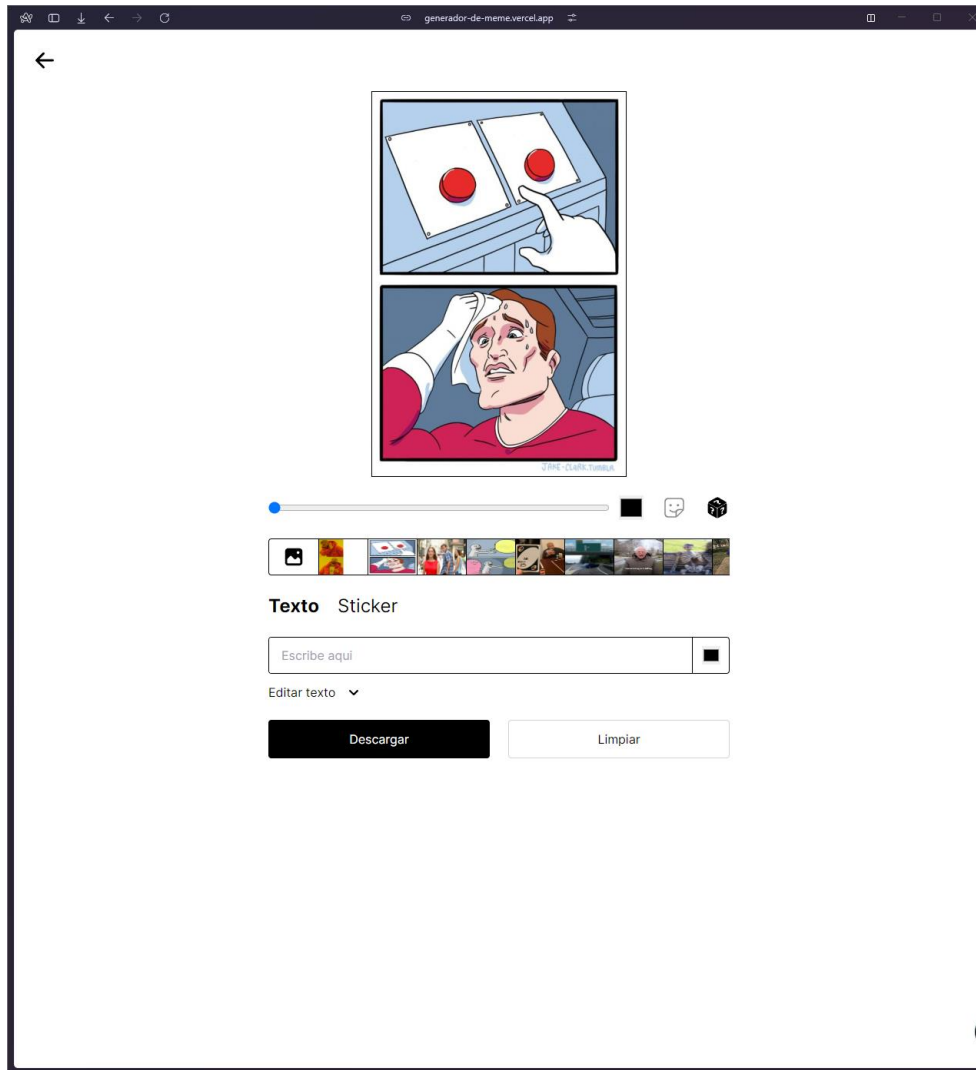 generador-de-meme.vercel.app
JAKE-CLARK.TUMBLR
Texto Sticker
Escribe aqui
Editar texto
Descargar Limpiar